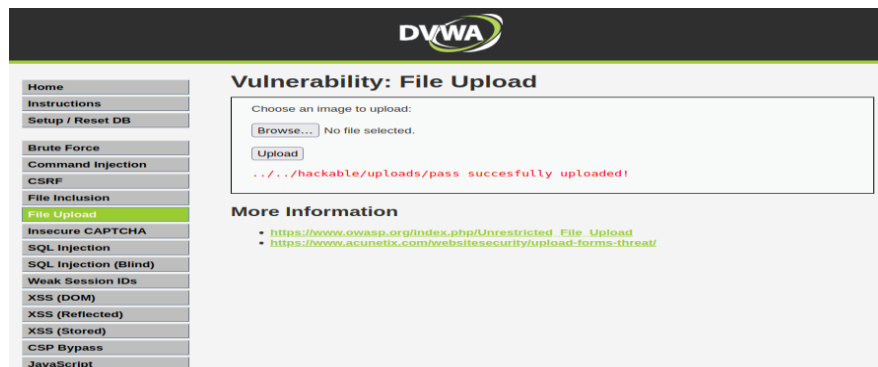 DVWA
Home
Instructions
Setup / Reset DB
Brute Force
Command Injection
CSRF
File Inclusion
File Upload
Insecure CAPTCHA
SQL Injection
SQL Injection (Blind)
Weak Session IDs
XSS (DOM)
XSS (Reflected)
XSS (Stored)
CSP Bypass
JavaScript
Vulnerability: File Upload
Choose an image to upload:
Browse... No file selected.
Upload
../../hackable/uploads/pass succesfully uploaded!
More Information
https://www.owasp.org/index.php/Unrestricted_File_Upload
https://www.acunetix.com/websitesecurity/upload-forms-threat/